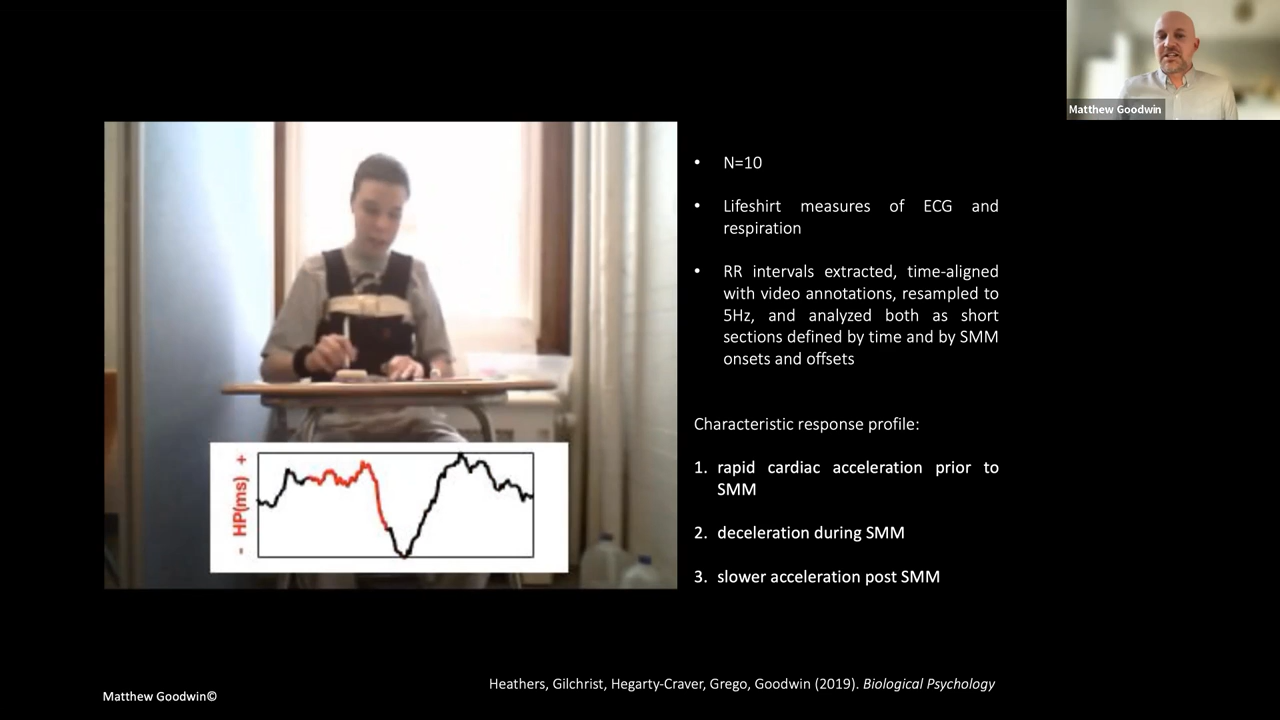 Matthew Goodwin
• N=10
• Lifeshirt measures of ECG and
respiration
• RR intervals extracted, time-aligned
with video annotations, resampled to
5Hz, and analyzed both as short
sections defined by time and by SMM
onsets and offsets
Characteristic response profile:
1. rapid cardiac acceleration prior to
SMM
2. deceleration during SMM
3. slower acceleration post SMM
- HP(ms) +
Heathers, Gilchrist, Hegarty-Craver, Grego, Goodwin (2019). Biological Psychology
Matthew Goodwin©